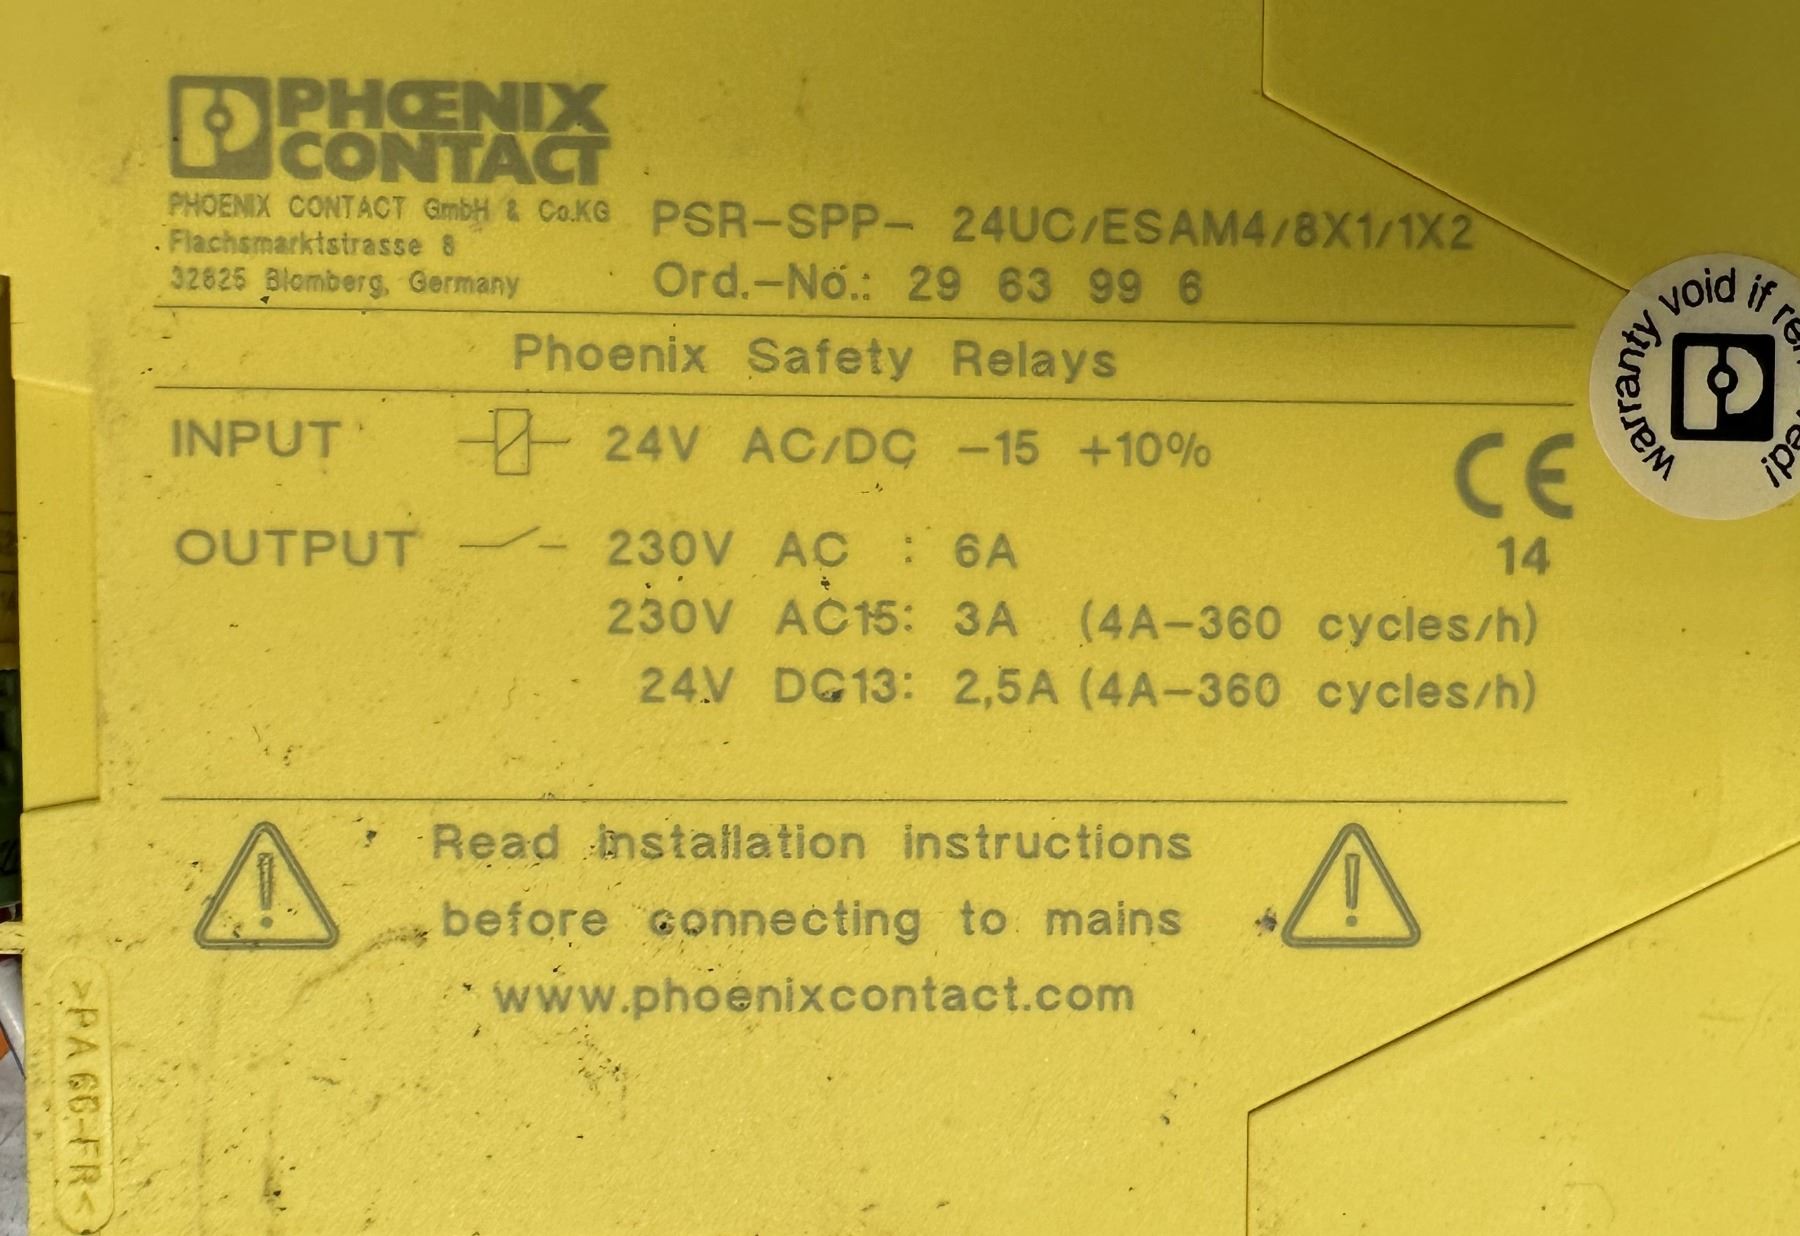 PHOENIX
CONTACT
PHOENIX CONTACT GmbH & Co.KG
Flachsmarktstrasse 8
32825 Blomberg, Germany
PSR-SPP- 24UC/ESAM4/8X1/1X2
Ord.-No.: 29 63 99 6
Phoenix Safety Relays
INPUT 24V AC/DC -15 +10%
CE
OUTPUT 230V AC : 6A
14
230V AC15: 3A (4A-360 cycles/h)
24V DC13: 2,5A (4A-360 cycles/h)
warranty void if
Read installation instructions
before connecting to mains
www.phoenixcontact.com
>PA66-FR<